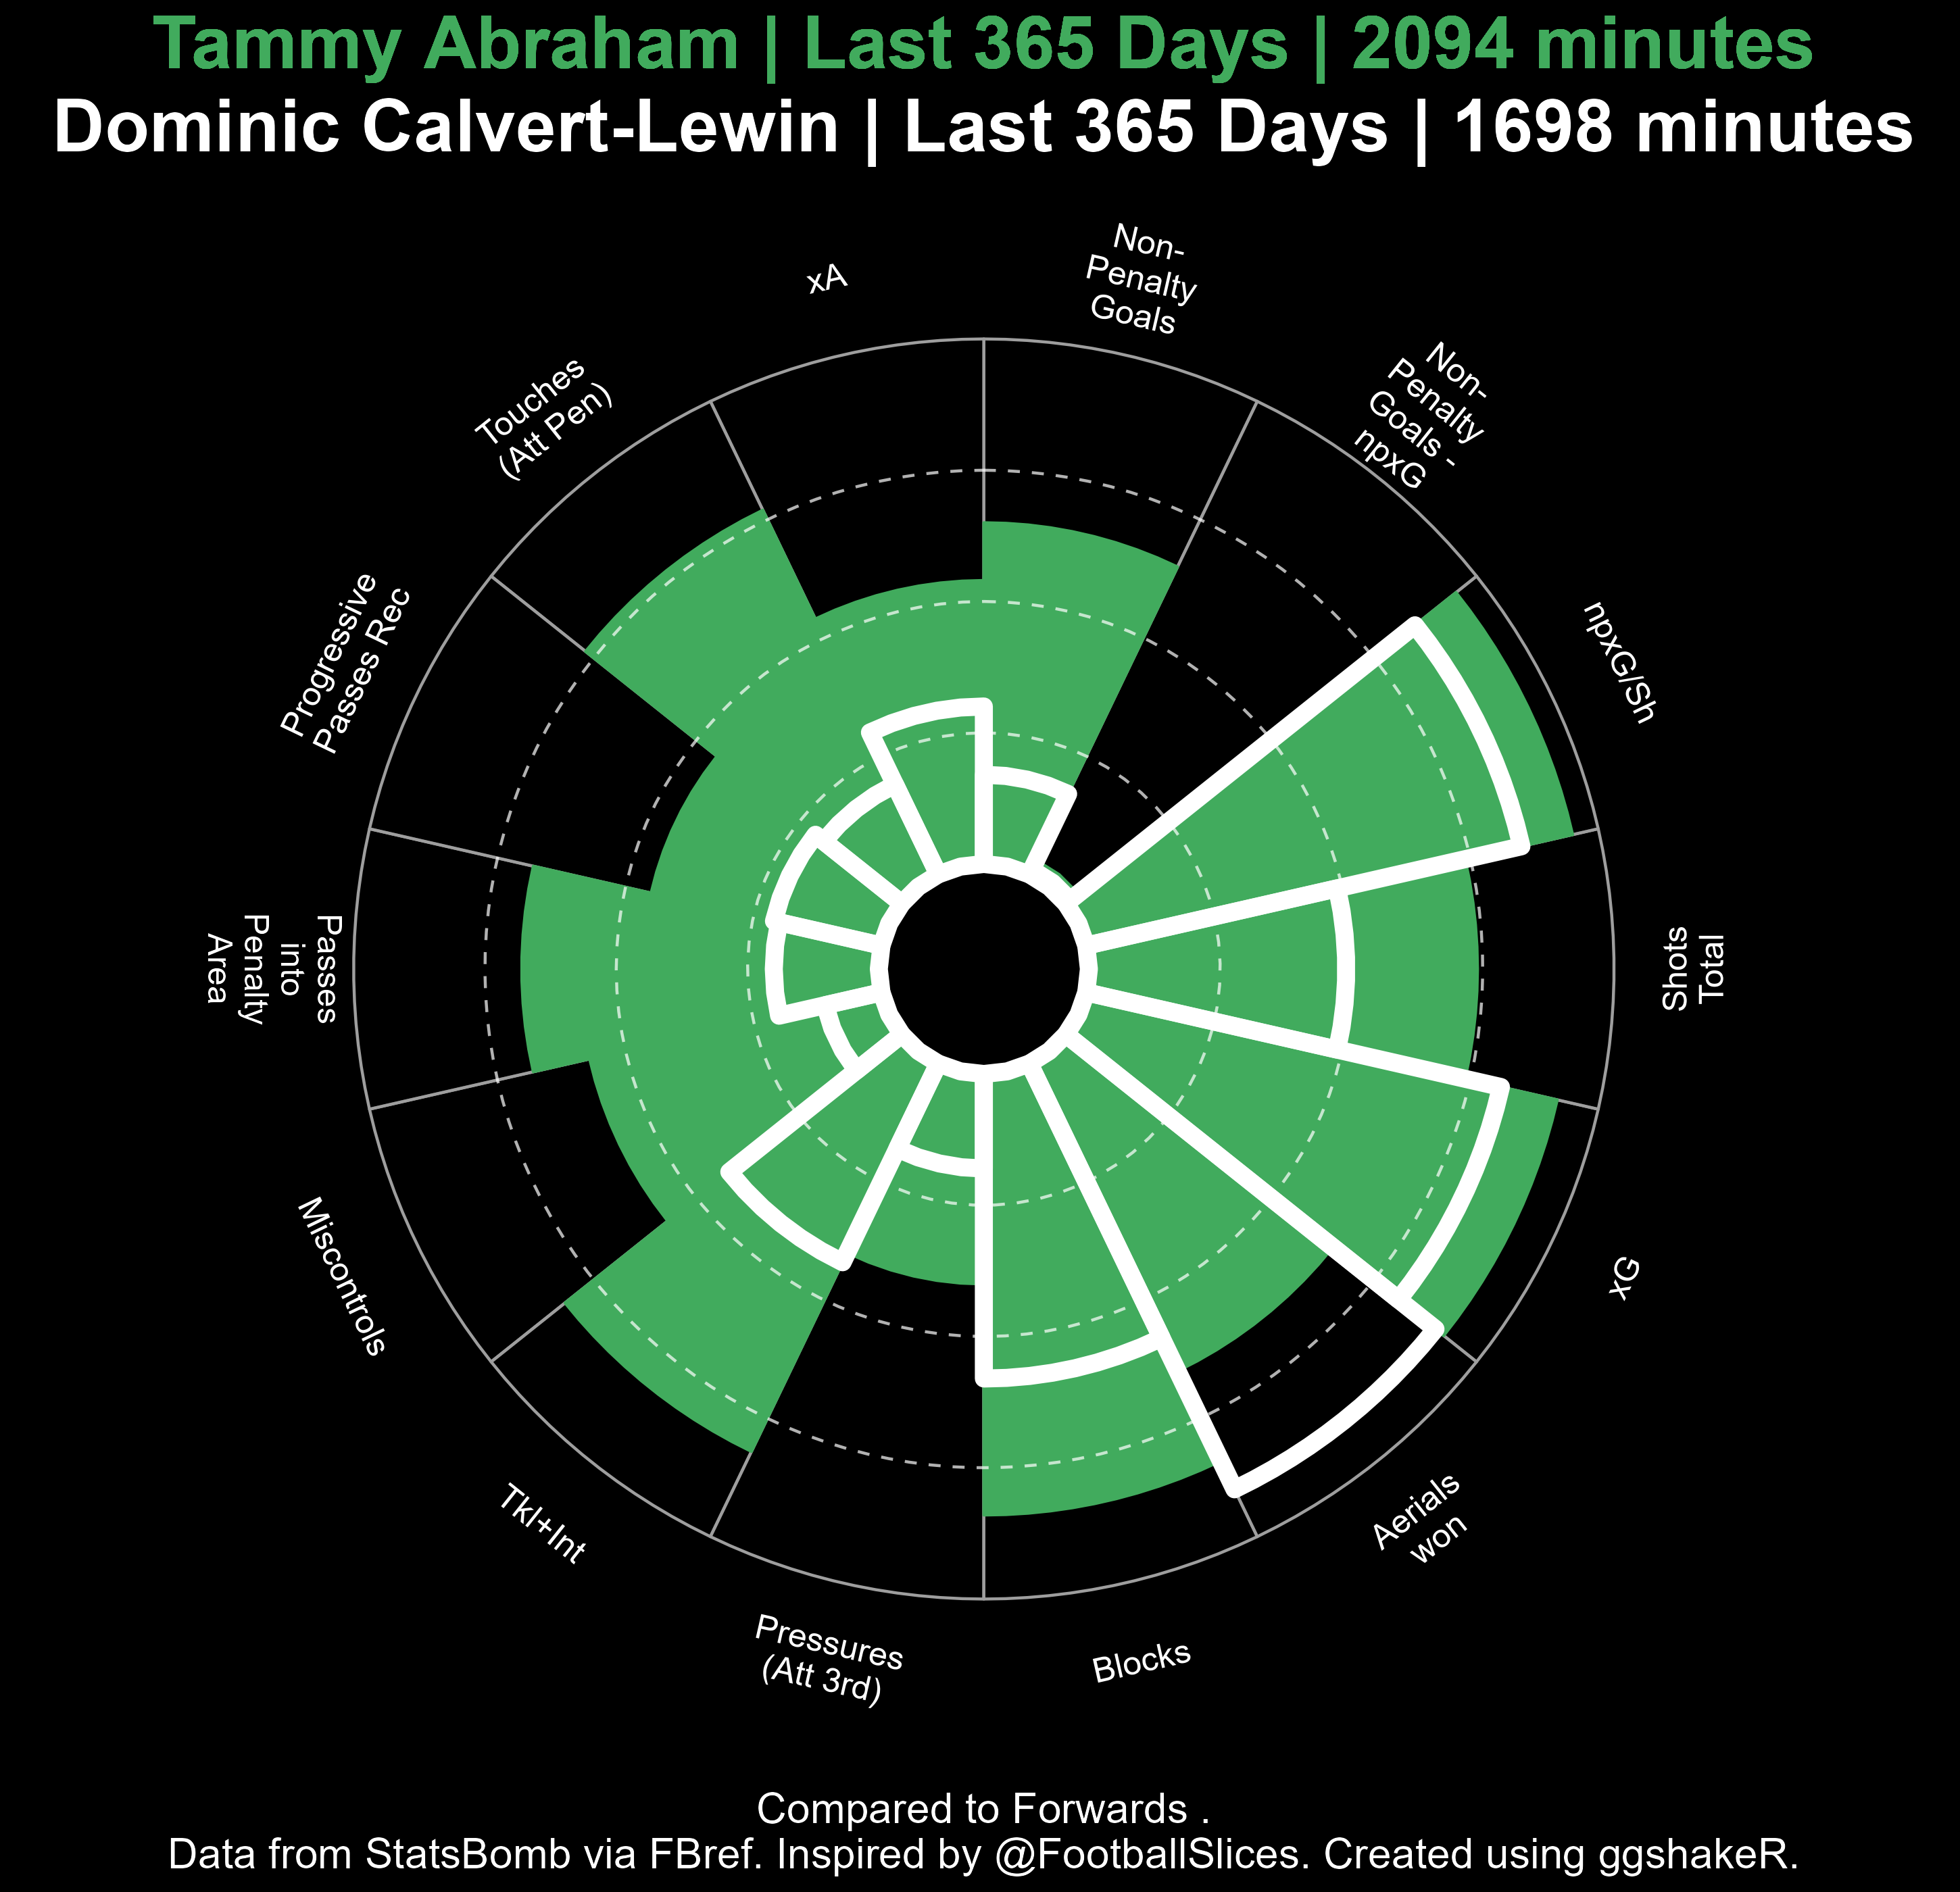 Tammy Abraham | Last 365 Days | 2094 minutes
Dominic Calvert-Lewin | Last 365 Days | 1698 minutes
Non-
Penalty
Goals
Non-
Penalty
Goals -
npxG
npxG/Sh
Shots
Total
xG
Aerials
won
Blocks
Pressures
(Att 3rd)
Tkl+Int
Miscontrols
Passes
into
Penalty
Area
Progressive
Passes Rec
Touches
(Att Pen)
xA
Compared to Forwards .
Data from StatsBomb via FBref. Inspired by @FootballSlices. Created using ggshakeR.